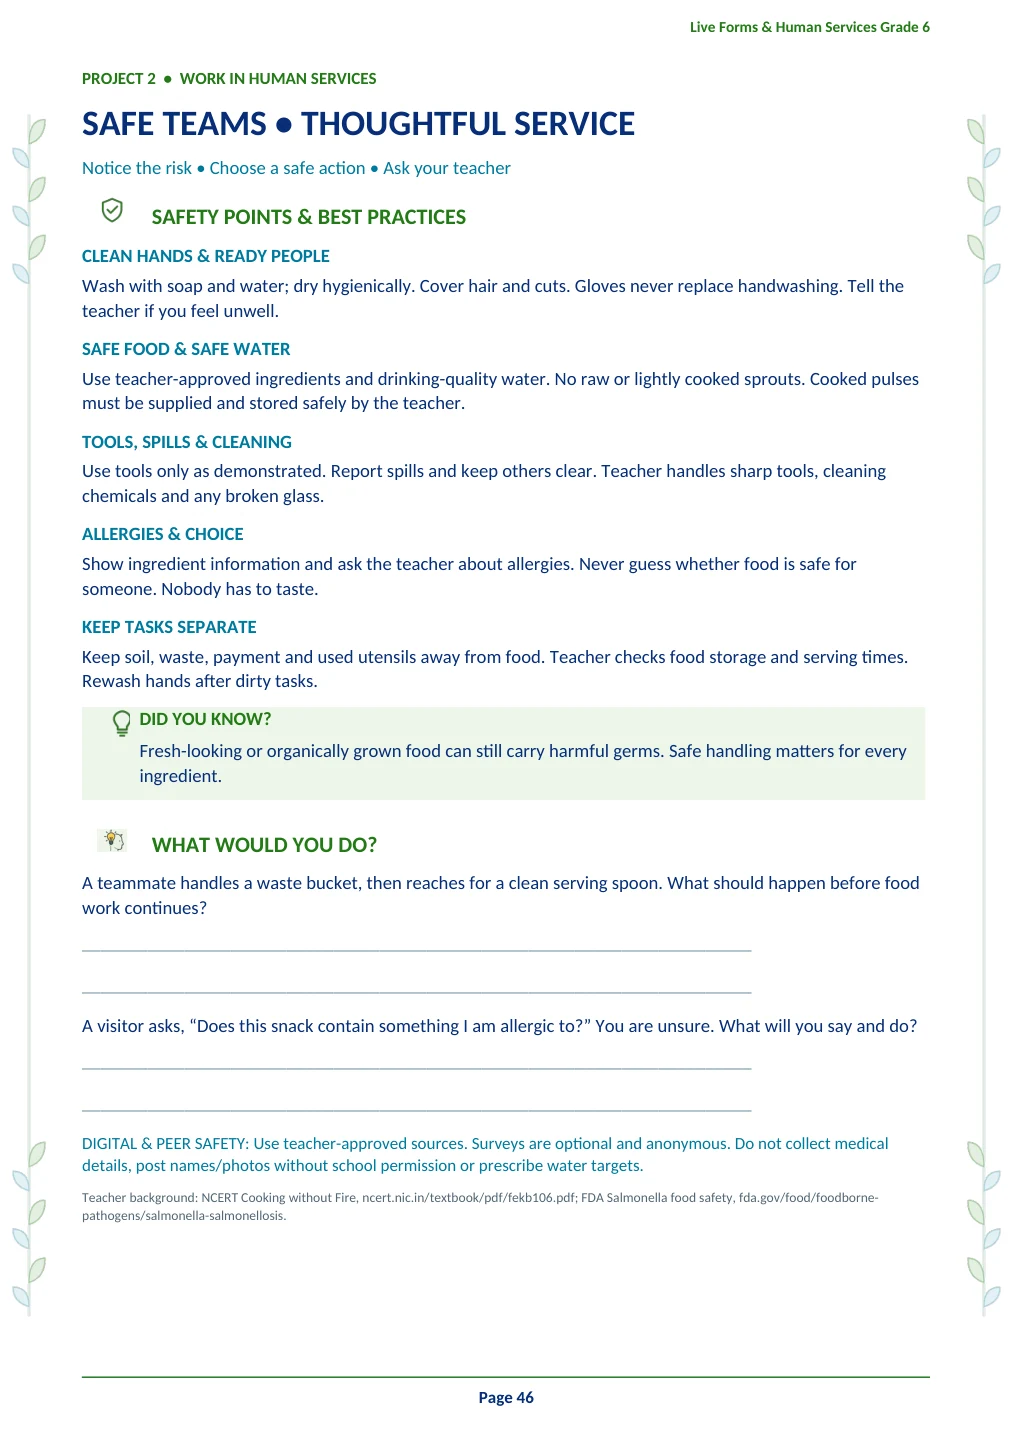 Live Forms & Human Services Grade 6
PROJECT 2 ● WORK IN HUMAN SERVICES
SAFE TEAMS ● THOUGHTFUL SERVICE
Notice the risk ● Choose a safe action ● Ask your teacher
SAFETY POINTS & BEST PRACTICES
CLEAN HANDS & READY PEOPLE
Wash with soap and water; dry hygienically. Cover hair and cuts. Gloves never replace handwashing. Tell the
teacher if you feel unwell.
SAFE FOOD & SAFE WATER
Use teacher-approved ingredients and drinking-quality water. No raw or lightly cooked sprouts. Cooked pulses
must be supplied and stored safely by the teacher.
TOOLS, SPILLS & CLEANING
Use tools only as demonstrated. Report spills and keep others clear. Teacher handles sharp tools, cleaning
chemicals and any broken glass.
ALLERGIES & CHOICE
Show ingredient information and ask the teacher about allergies. Never guess whether food is safe for
someone. Nobody has to taste.
KEEP TASKS SEPARATE
Keep soil, waste, payment and used utensils away from food. Teacher checks food storage and serving times.
Rewash hands after dirty tasks.
DID YOU KNOW?
Fresh-looking or organically grown food can still carry harmful germs. Safe handling matters for every
ingredient.
WHAT WOULD YOU DO?
A teammate handles a waste bucket, then reaches for a clean serving spoon. What should happen before food
work continues?
A visitor asks, “Does this snack contain something I am allergic to?” You are unsure. What will you say and do?
DIGITAL & PEER SAFETY: Use teacher-approved sources. Surveys are optional and anonymous. Do not collect medical
details, post names/photos without school permission or prescribe water targets.
Teacher background: NCERT Cooking without Fire, ncert.nic.in/textbook/pdf/fekb106.pdf; FDA Salmonella food safety, fda.gov/food/foodborne-
pathogens/salmonella-salmonellosis.
Page 46